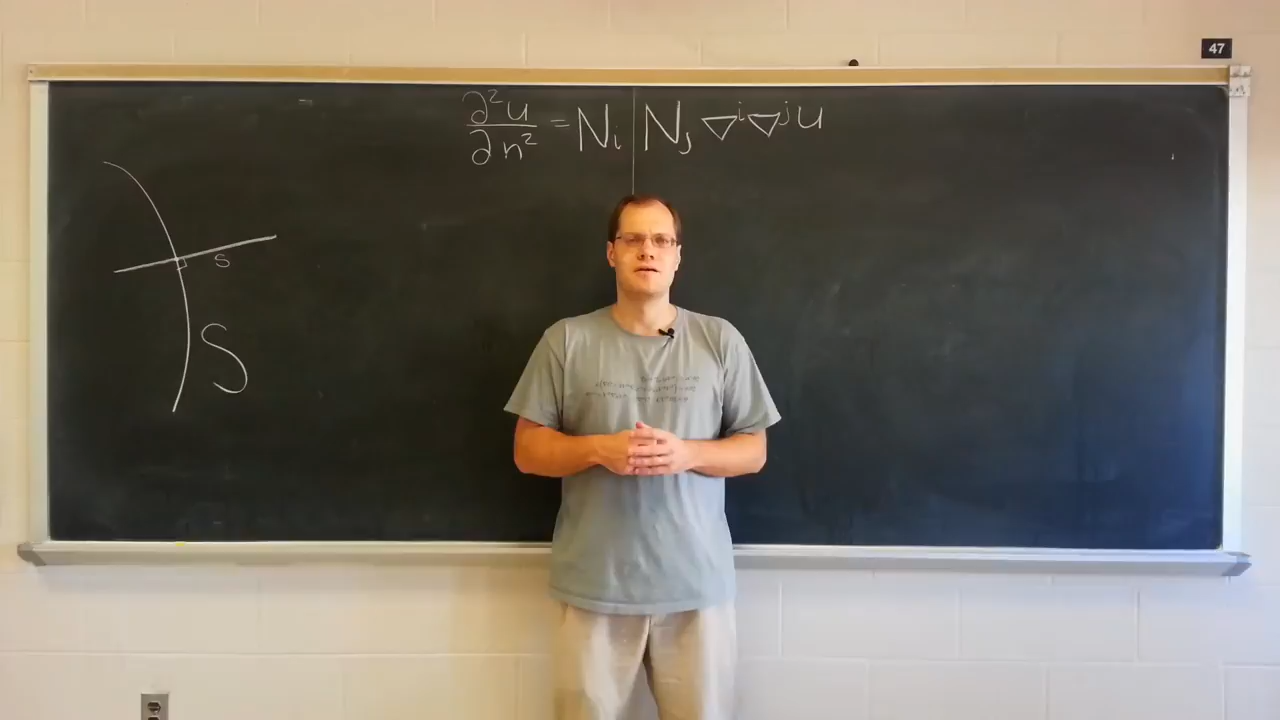 47
∂²u/∂n² = Nᵢ Nⱼ ∇ⁱ∇ʲu
s
S